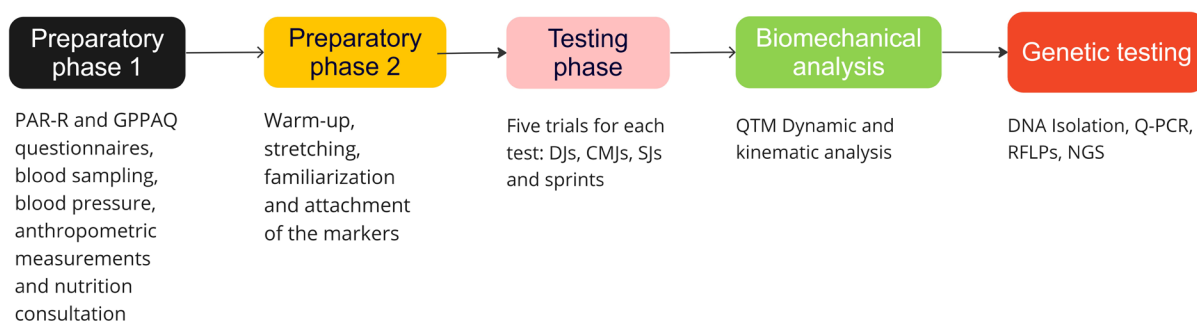 Preparatory
phase 1
PAR-R and GPPAQ
questionnaires,
blood sampling,
blood pressure,
anthropometric
measurements
and nutrition
consultation
Preparatory
phase 2
Warm-up,
stretching,
familiarization
and attachment
of the markers
Testing
phase
Five trials for each
test: DJs, CMJs, SJs
and sprints
Biomechanical
analysis
QTM Dynamic and
kinematic analysis
Genetic testing
DNA Isolation, Q-PCR,
RFLPs, NGS